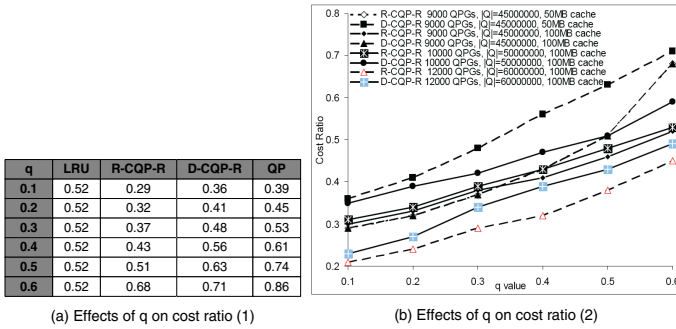 q LRU R-CQP-R D-CQP-R QP
0.1 0.52 0.29 0.36 0.39
0.2 0.52 0.32 0.41 0.45
0.3 0.52 0.37 0.48 0.53
0.4 0.52 0.43 0.56 0.61
0.5 0.52 0.51 0.63 0.74
0.6 0.52 0.68 0.71 0.86
(a) Effects of q on cost ratio (1)
R-CQP-R 9000 QPGs, |Q|=45000000, 50MB cache
D-CQP-R 9000 QPGs, |Q|=45000000, 50MB cache
R-CQP-R 9000 QPGs, |Q|=45000000, 100MB cache
D-CQP-R 9000 QPGs, |Q|=45000000, 100MB cache
R-CQP-R 10000 QPGs, |Q|=50000000, 100MB cache
D-CQP-R 10000 QPGs, |Q|=50000000, 100MB cache
R-CQP-R 12000 QPGs, |Q|=60000000, 100MB cache
D-CQP-R 12000 QPGs, |Q|=60000000, 100MB cache
Cost Ratio
0.8
0.7
0.6
0.5
0.4
0.3
0.2
0.1 0.2 0.3 0.4 0.5 0.6
q value
(b) Effects of q on cost ratio (2)